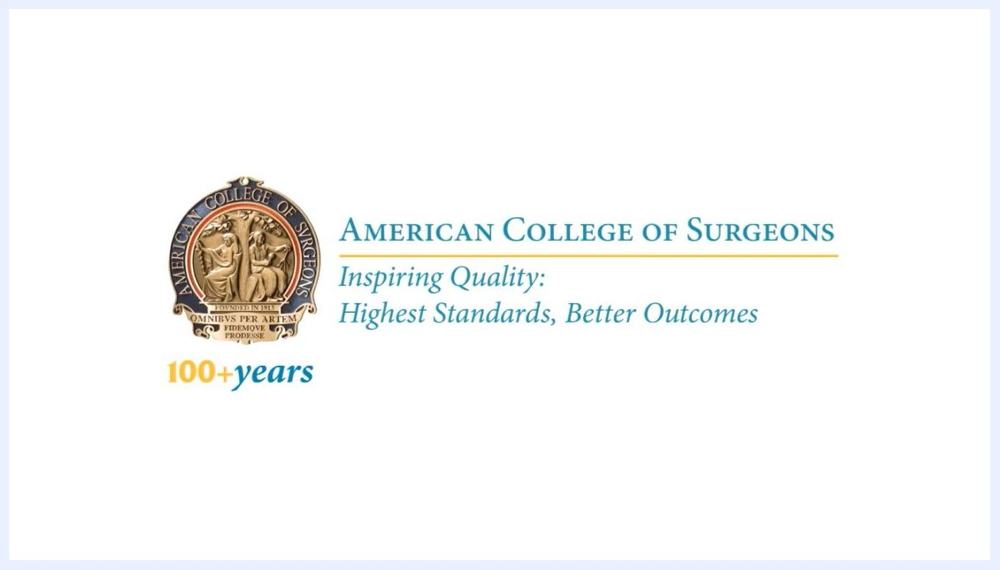 AMERICAN COLLEGE OF SVRGEONS
FOVNDED IN 1913
OMNIBVS PER ARTEM
FIDEMQVE
PRODESSE
100+years
AMERICAN COLLEGE OF SURGEONS
Inspiring Quality:
Highest Standards, Better Outcomes